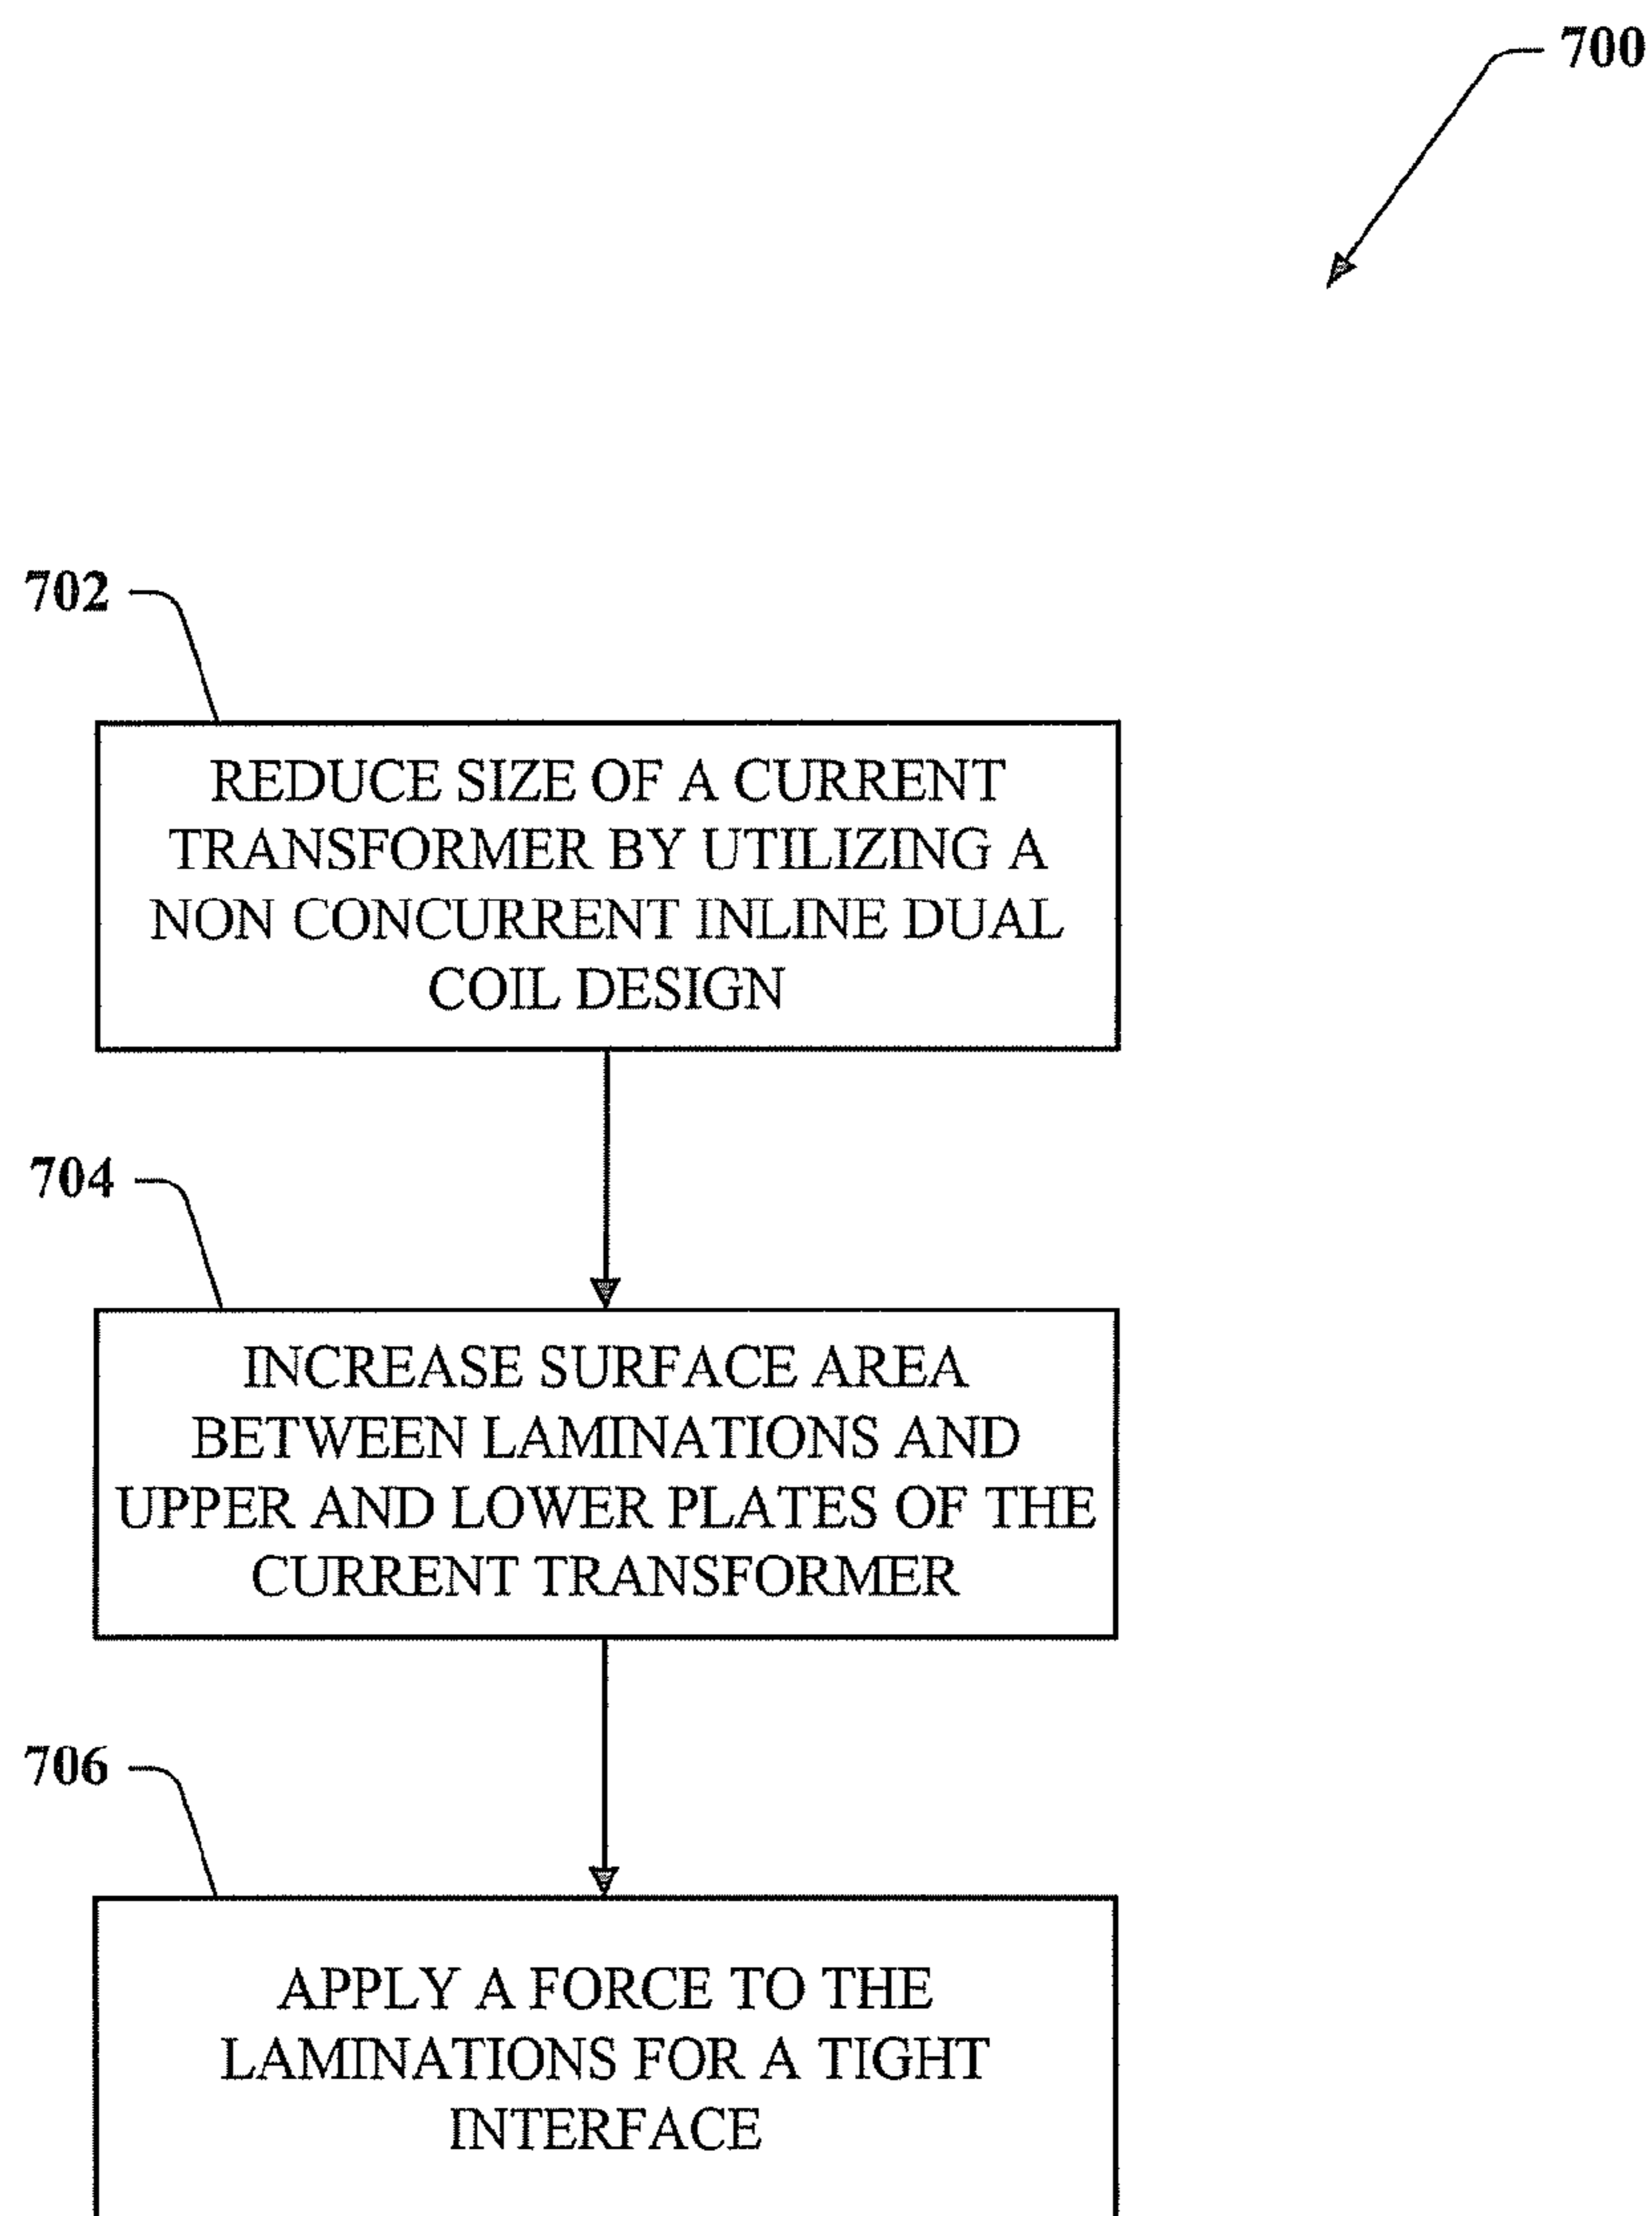 700
702
REDUCE SIZE OF A CURRENT
TRANSFORMER BY UTILIZING A
NON CONCURRENT INLINE DUAL
COIL DESIGN
704
INCREASE SURFACE AREA
BETWEEN LAMINATIONS AND
UPPER AND LOWER PLATES OF THE
CURRENT TRANSFORMER
706
APPLY A FORCE TO THE
LAMINATIONS FOR A TIGHT
INTERFACE